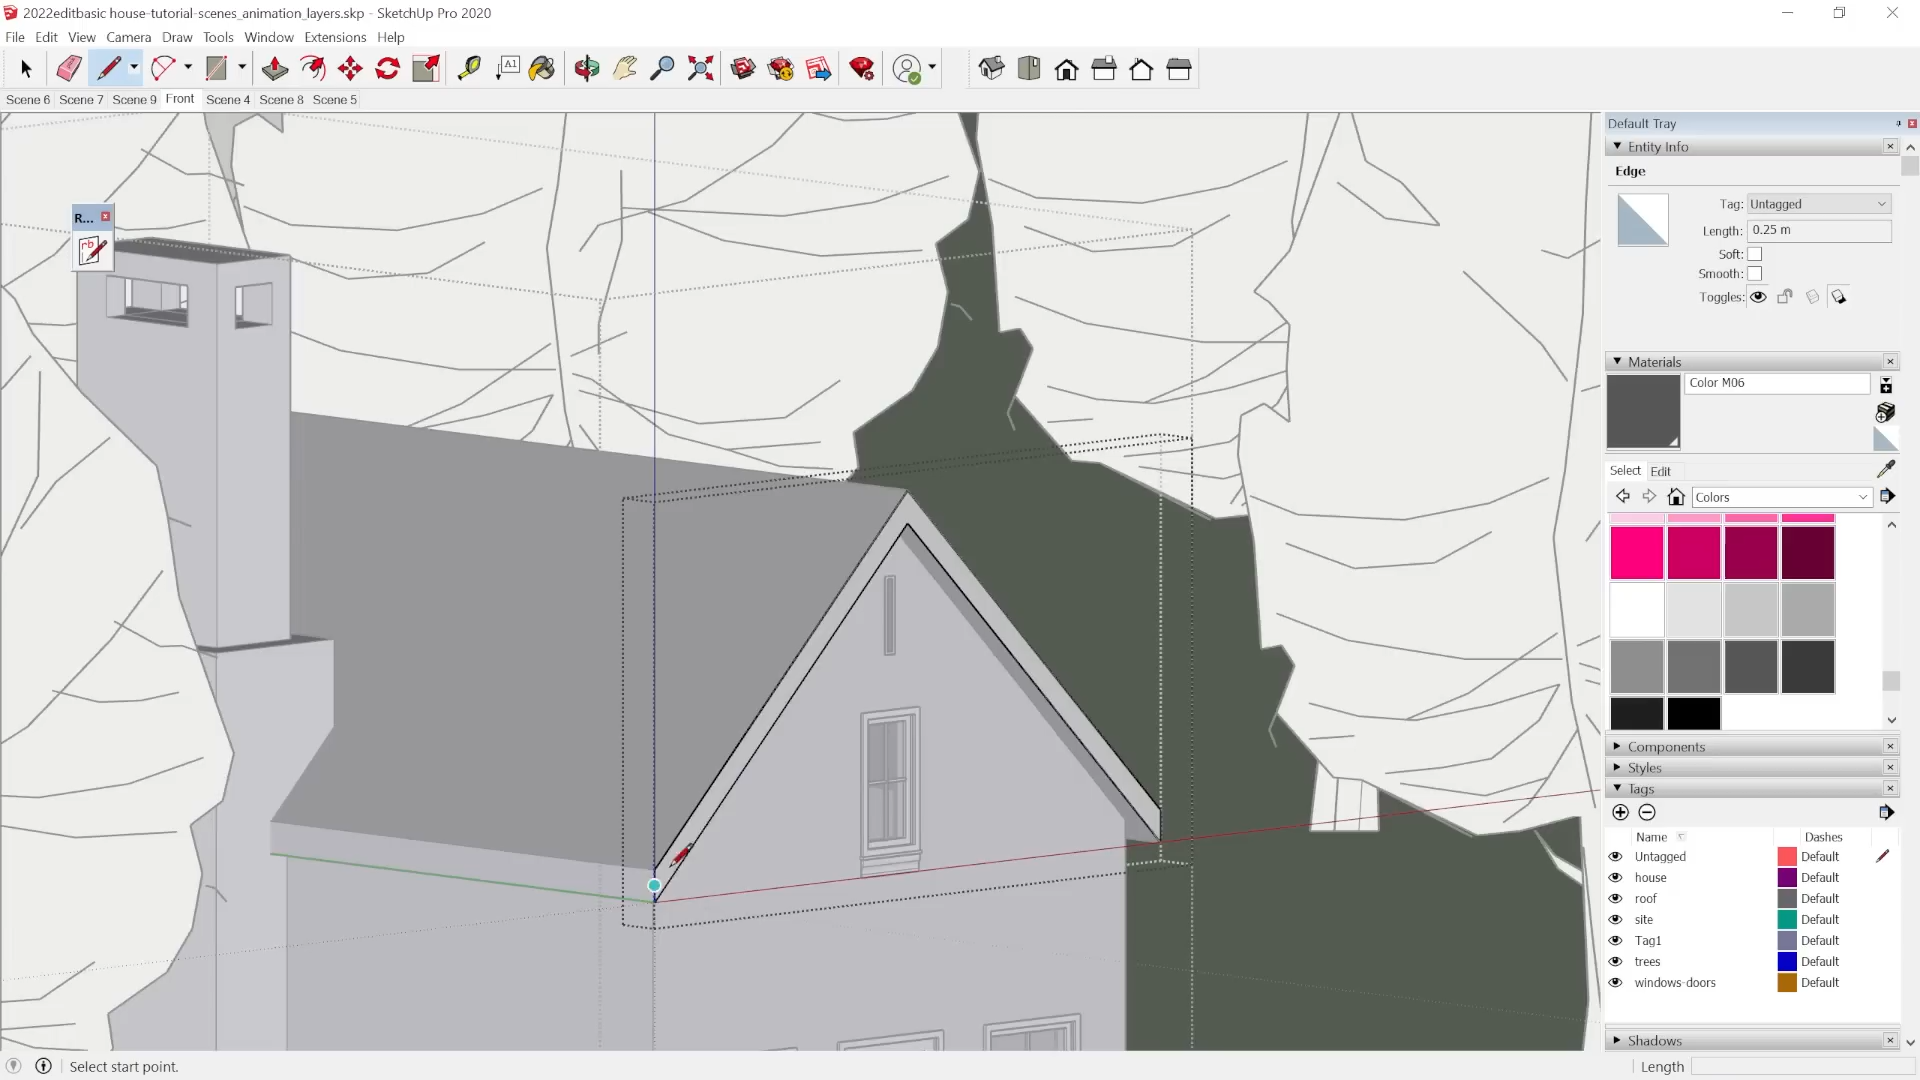 2022editbasic house-tutorial-scenes_animation_layers.skp - SketchUp Pro 2020
File Edit View Camera Draw Tools Window Extensions Help
A1
Scene 6 Scene 7 Scene 9 Front Scene 4 Scene 8 Scene 5
R...
rb
Default Tray
Entity Info
Edge
Tag: Untagged
Length: 0.25 m
Soft:
Smooth:
Toggles:
Materials
Color M06
Select Edit
Colors
Components
Styles
Tags
Name Dashes
Untagged Default
house Default
roof Default
site Default
Tag1 Default
trees Default
windows-doors Default
Shadows
Select start point.
Length